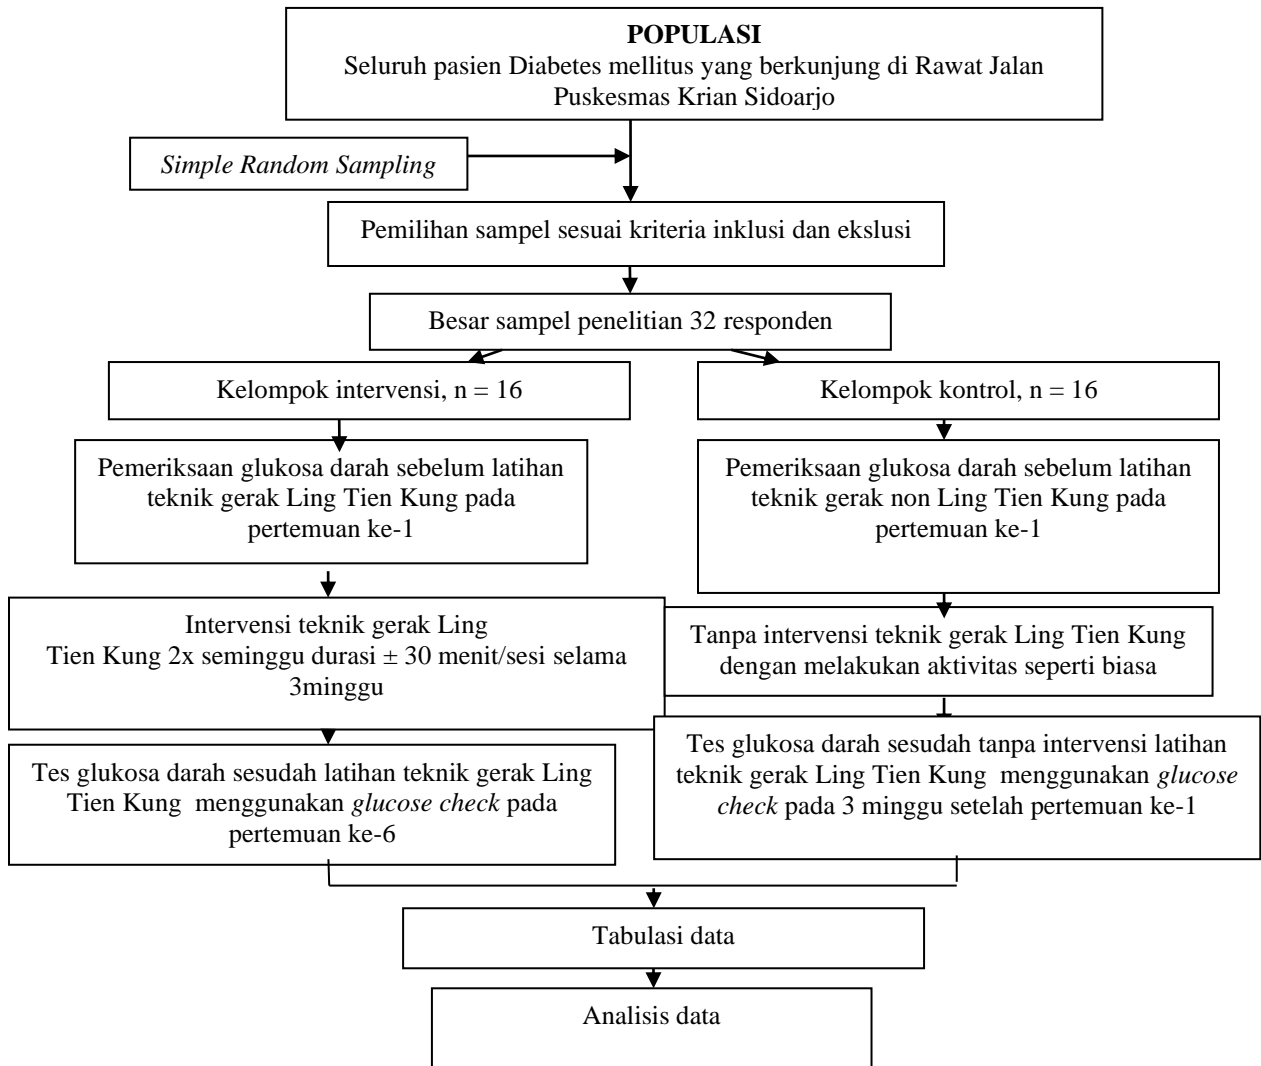 POPULASI
Seluruh pasien Diabetes mellitus yang berkunjung di Rawat Jalan
Puskesmas Krian Sidoarjo
Simple Random Sampling
Pemilihan sampel sesuai kriteria inklusi dan ekslusi
Besar sampel penelitian 32 responden
Kelompok intervensi, n = 16
Kelompok kontrol, n = 16
Pemeriksaan glukosa darah sebelum latihan
teknik gerak Ling Tien Kung pada
pertemuan ke-1
Pemeriksaan glukosa darah sebelum latihan
teknik gerak non Ling Tien Kung pada
pertemuan ke-1
Intervensi teknik gerak Ling
Tien Kung 2x seminggu durasi ± 30 menit/sesi selama
3minggu
Tanpa intervensi teknik gerak Ling Tien Kung
dengan melakukan aktivitas seperti biasa
Tes glukosa darah sesudah latihan teknik gerak Ling
Tien Kung menggunakan glucose check pada
pertemuan ke-6
Tes glukosa darah sesudah tanpa intervensi latihan
teknik gerak Ling Tien Kung menggunakan glucose
check pada 3 minggu setelah pertemuan ke-1
Tabulasi data
Analisis data